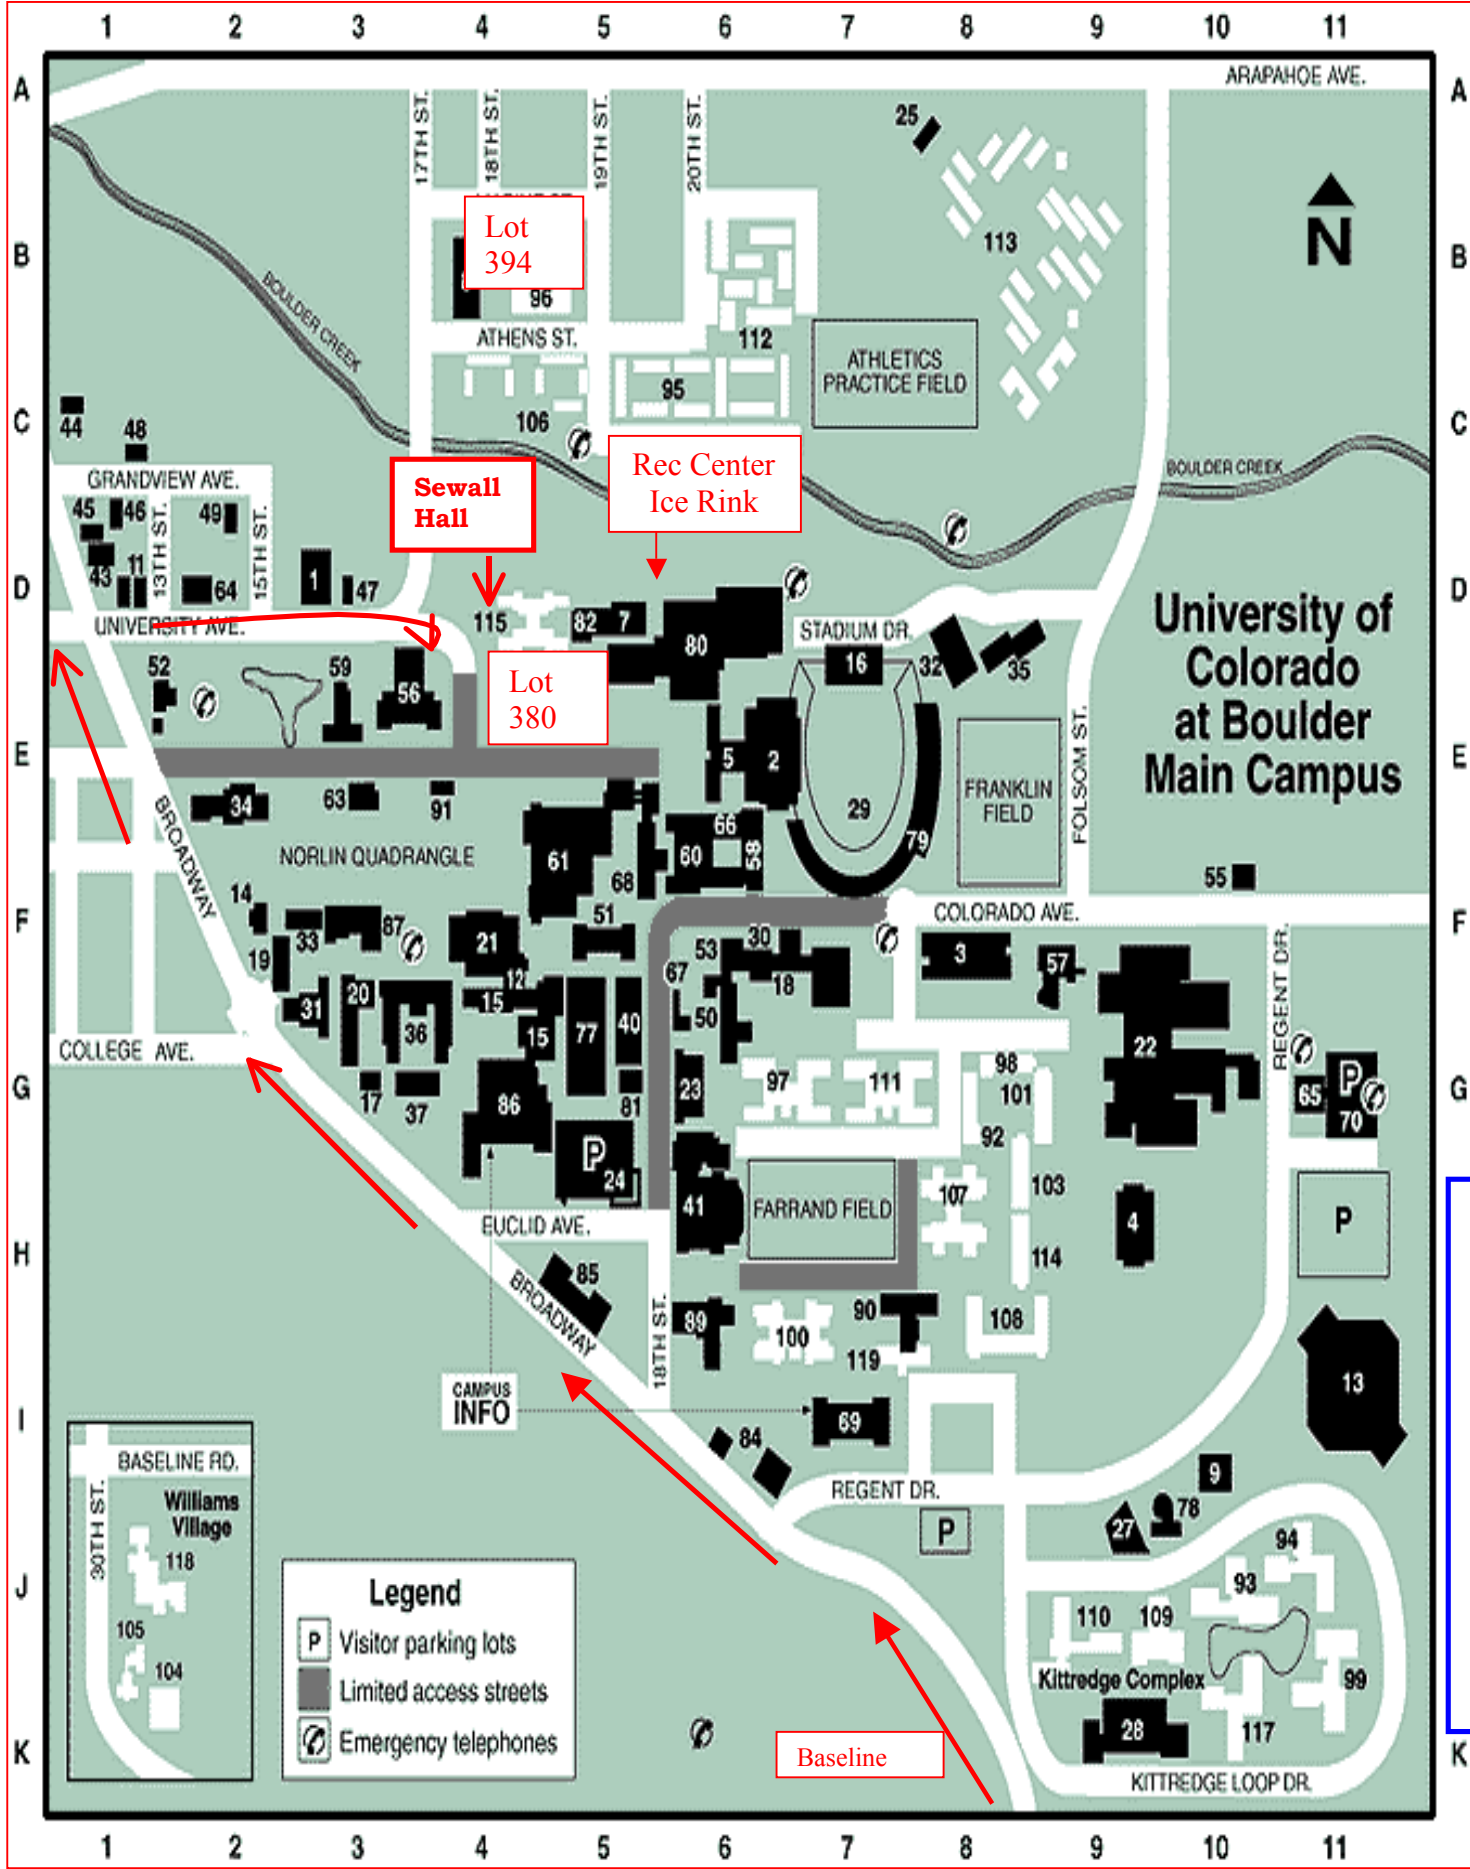 1 2 3 4 5 6 7 8 9 10 11
A ARAPAHOE AVE. A
17TH ST.
18TH ST.
19TH ST.
20TH ST.
25
113
N
Lot
394
B B
96
BOULDER CREEK
ATHENS ST.
112
ATHLETICS
PRACTICE FIELD
95
106
C C
44
48
GRANDVIEW AVE.
Sewall
Hall
Rec Center
Ice Rink
BOULDER CREEK
45
46
13TH ST.
49
15TH ST.
43
11
64
1
47
D D
UNIVERSITY AVE.
115
82
7
80
STADIUM DR.
16
32
35
University of
Colorado
at Boulder
Main Campus
52
59
56
Lot
380
E E
5
2
29
79
FRANKLIN
FIELD
FOLSOM ST.
BROADWAY
34
63
91
NORLIN QUADRANGLE
61
68
60
66
58
55
14
F F
COLORADO AVE.
19
33
87
21
51
12
53
30
67
18
3
57
REGENT DR.
31
20
36
15
15
77
40
50
22
COLLEGE AVE.
17
37
86
81
23
97
111
98
101
92
G G
65
P
70
P
24
41
FARRAND FIELD
107
103
4
P
EUCLID AVE.
H H
114
85
BROADWAY
18TH ST.
89
100
90
119
108
13
CAMPUS
INFO
I I
69
84
REGENT DR.
9
P
27
78
BASELINE RD.
30TH ST.
Williams
Village
118
105
104
J J
94
93
110
109
Kittredge Complex
99
28
117
KITTREDGE LOOP DR.
Legend
P Visitor parking lots
Limited access streets
Emergency telephones
Baseline
K K
1 2 3 4 5 6 7 8 9 10 11